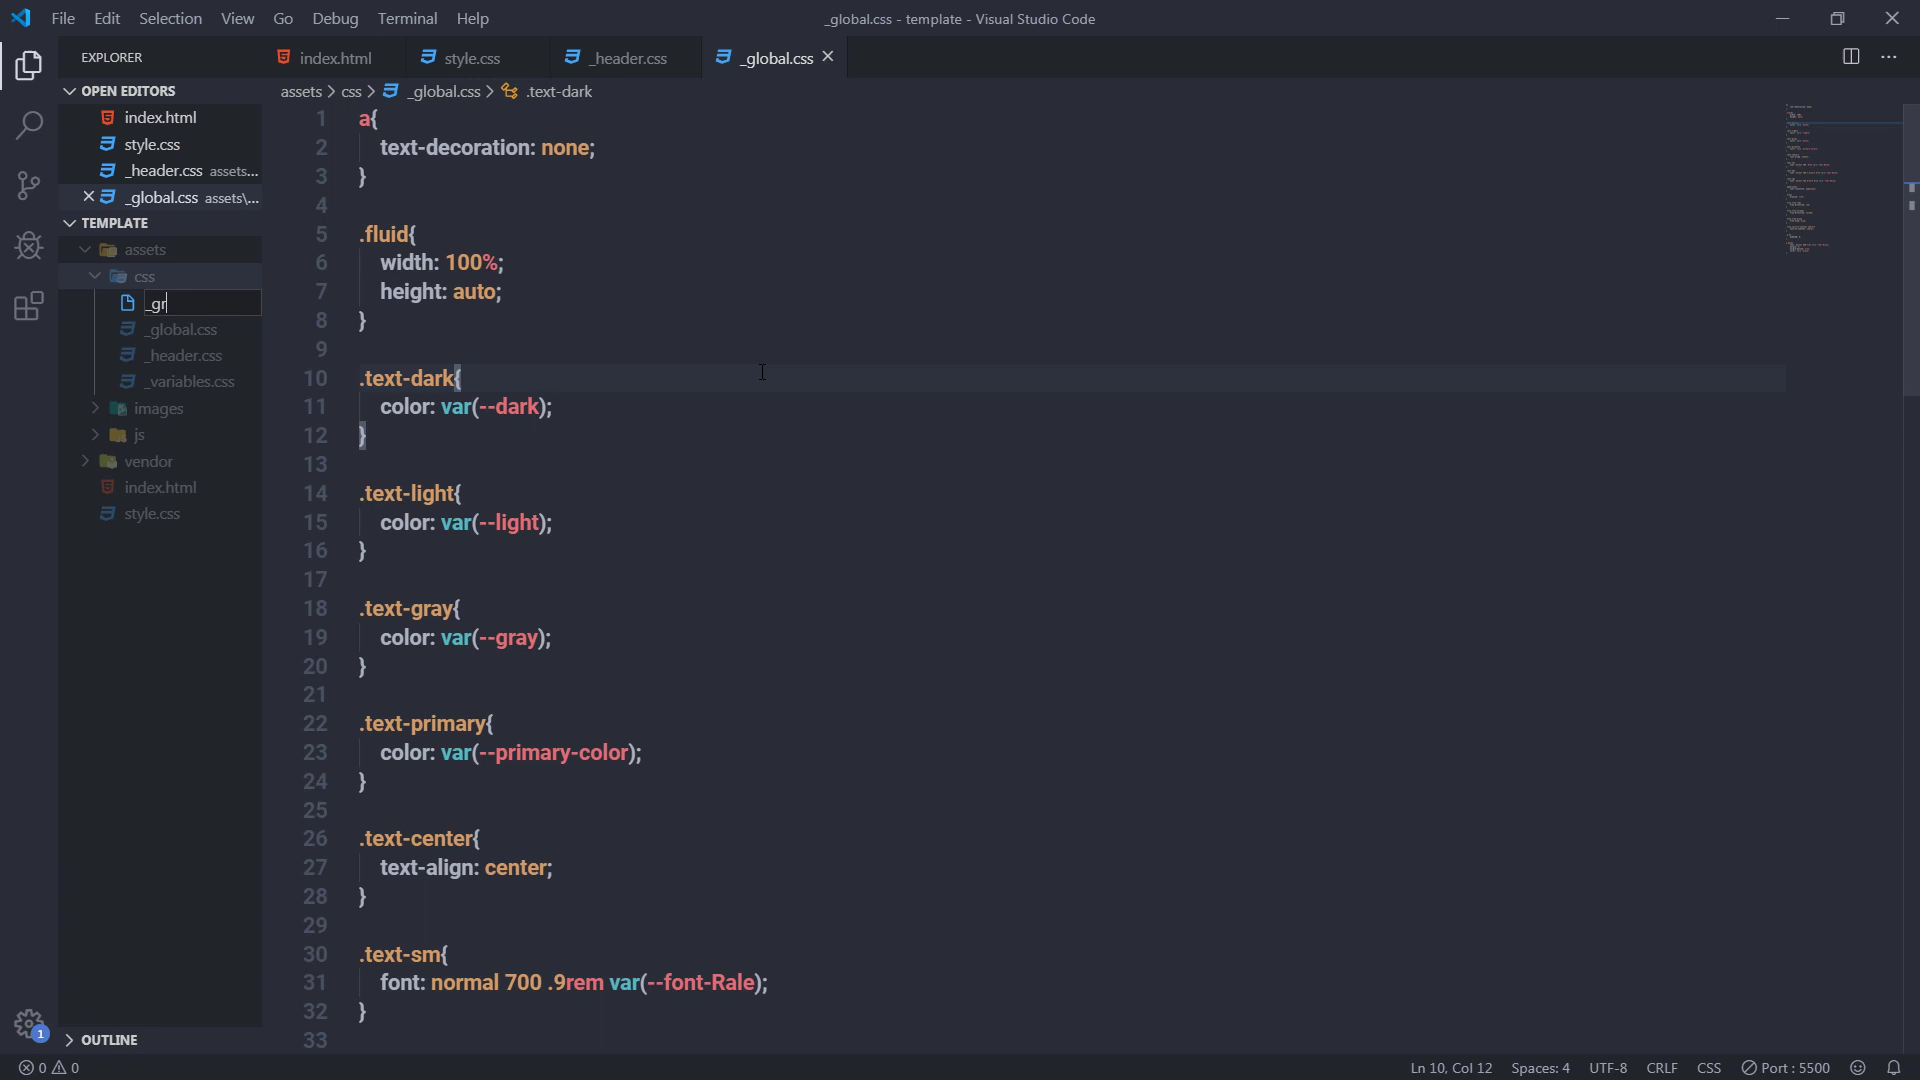 File Edit Selection View Go Debug Terminal Help
_global.css - template - Visual Studio Code
EXPLORER
index.html
style.css
_header.css
_global.css
OPEN EDITORS
index.html
style.css
_header.css assets...
_global.css assets\...
TEMPLATE
assets
css
_gr
_global.css
_header.css
_variables.css
images
js
vendor
index.html
style.css
OUTLINE
assets > css > _global.css > .text-dark
1 a{
2 text-decoration: none;
3 }
4
5 .fluid{
6 width: 100%;
7 height: auto;
8 }
9
10 .text-dark{
11 color: var(--dark);
12 }
13
14 .text-light{
15 color: var(--light);
16 }
17
18 .text-gray{
19 color: var(--gray);
20 }
21
22 .text-primary{
23 color: var(--primary-color);
24 }
25
26 .text-center{
27 text-align: center;
28 }
29
30 .text-sm{
31 font: normal 700 .9rem var(--font-Rale);
32 }
33
1
0 0
Ln 10, Col 12 Spaces: 4 UTF-8 CRLF CSS Port : 5500